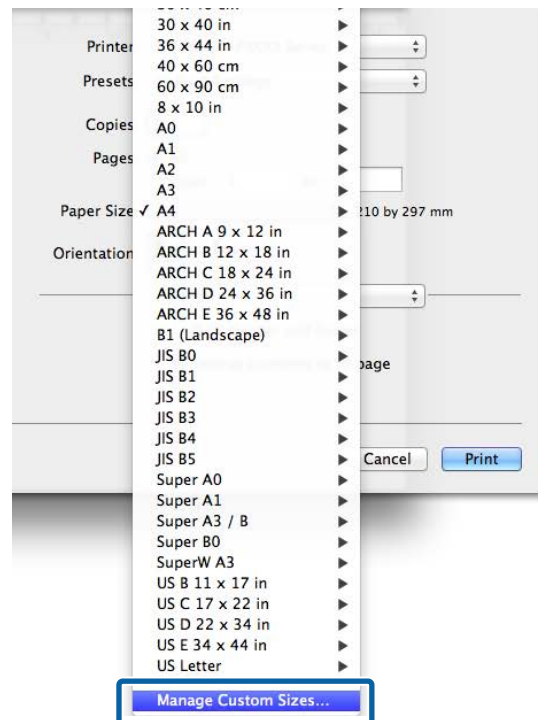 30 x 40 in
Printer 36 x 44 in
40 x 60 cm
Presets 60 x 90 cm
8 x 10 in
Copies A0
A1
Pages A2
A3
Paper Size ✓ A4 210 by 297 mm
ARCH A 9 x 12 in
Orientation ARCH B 12 x 18 in
ARCH C 18 x 24 in
ARCH D 24 x 36 in
ARCH E 36 x 48 in
B1 (Landscape)
JIS B0
JIS B1 page
JIS B2
JIS B3
JIS B4
JIS B5 Cancel Print
Super A0
Super A1
Super A3 / B
Super B0
SuperW A3
US B 11 x 17 in
US C 17 x 22 in
US D 22 x 34 in
US E 34 x 44 in
US Letter
Manage Custom Sizes...